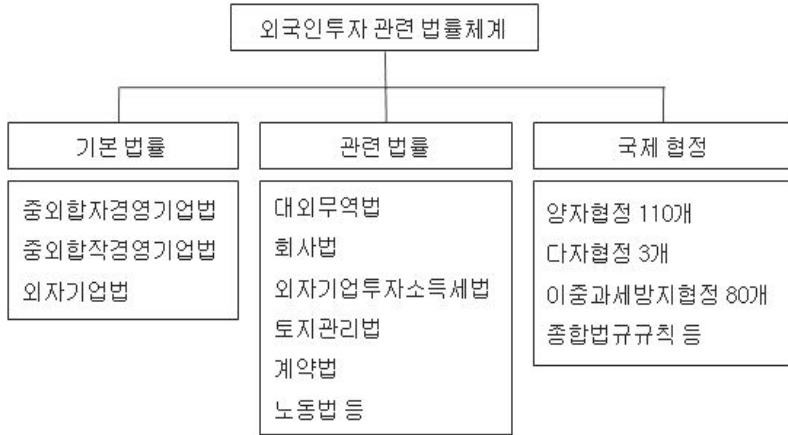 외국인투자 관련 법률체계
기본 법률
중외합자경영기업법
중외합작경영기업법
외자기업법
관련 법률
대외무역법
회사법
외자기업투자소득세법
토지관리법
계약법
노동법 등
국제 협정
양자협정 110개
다자협정 3개
이중과세방지협정 80개
종합법규규칙 등